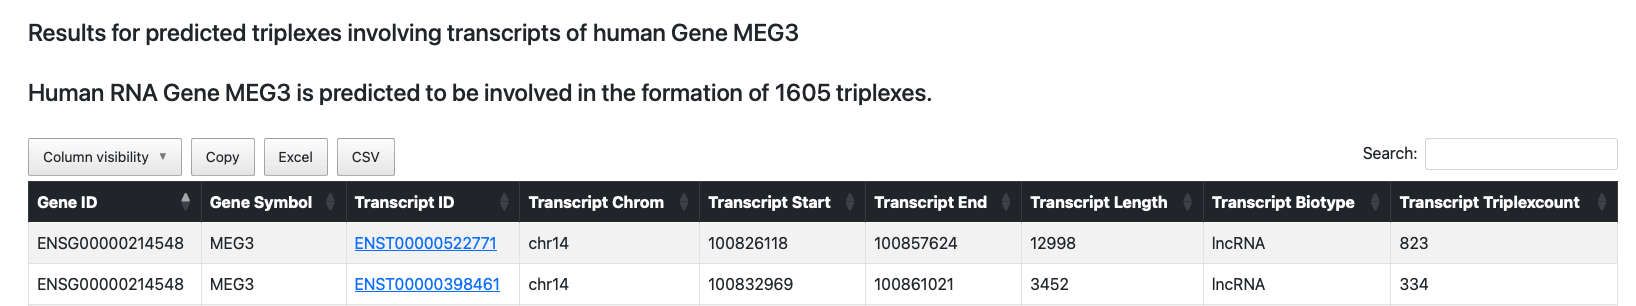 Results for predicted triplexes involving transcripts of human Gene MEG3
Human RNA Gene MEG3 is predicted to be involved in the formation of 1605 triplexes.
Column visibility ▼ Copy Excel CSV Search:
Gene ID Gene Symbol Transcript ID Transcript Chrom Transcript Start Transcript End Transcript Length Transcript Biotype Transcript Triplexcount
ENSG00000214548 MEG3 ENST00000522771 chr14 100826118 100857624 12998 lncRNA 823
ENSG00000214548 MEG3 ENST00000398461 chr14 100832969 100861021 3452 lncRNA 334